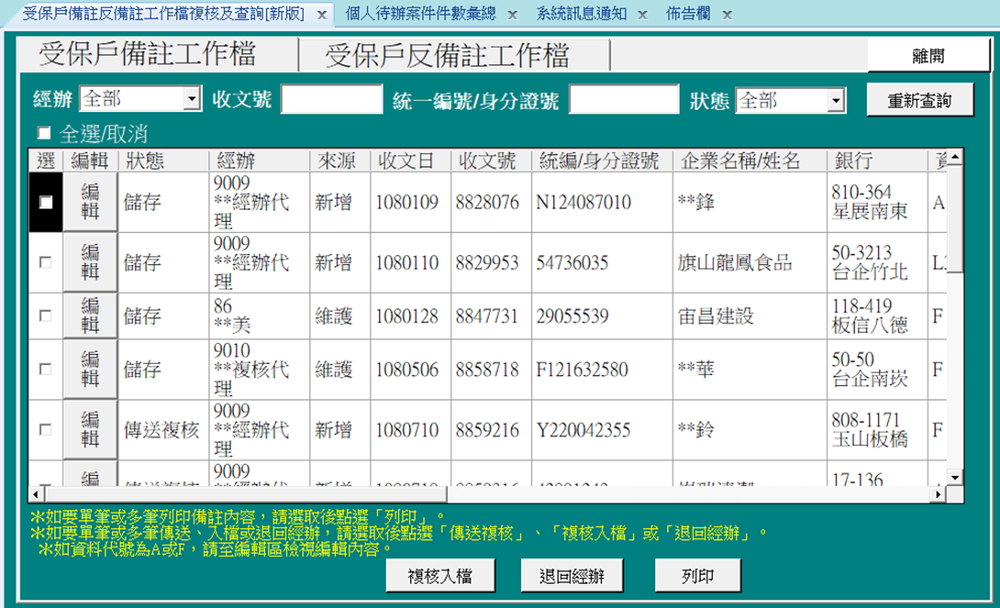 受保戶備註反備註工作檔複核及查詢[新版] x 個人待辦案件件數彙總 x 系統訊息通知 x 佈告欄 x
受保戶備註工作檔 受保戶反備註工作檔 離開
經辦 全部 收文號 統一編號/身分證號 狀態 全部 重新查詢
全選/取消
選 編輯 狀態 經辦 來源 收文日 收文號 統編/身分證號 企業名稱/姓名 銀行
編輯 儲存 9009 **經辦代理 新增 1080109 8828076 N124087010 **鋒 810-364 星展南東 A
編輯 儲存 9009 **經辦代理 新增 1080110 8829953 54736035 旗山龍鳳食品 50-3213 台企竹北
編輯 儲存 86 **美 維護 1080128 8847731 29055539 宙昌建設 118-419 板信八德 F
編輯 儲存 9010 **複核代理 維護 1080506 8858718 F121632580 **華 50-50 台企南崁 F
編輯 傳送複核 9009 **經辦代理 新增 1080710 8859216 Y220042355 **鈴 808-1171 玉山板橋 F
9009 17-136
*如要單筆或多筆列印備註內容，請選取後點選「列印」。
*如要單筆或多筆傳送、入檔或退回經辦，請選取後點選「傳送複核」、「複核入檔」或「退回經辦」。
*如資料代號為A或F，請至編輯區檢視編輯內容。
複核入檔 退回經辦 列印